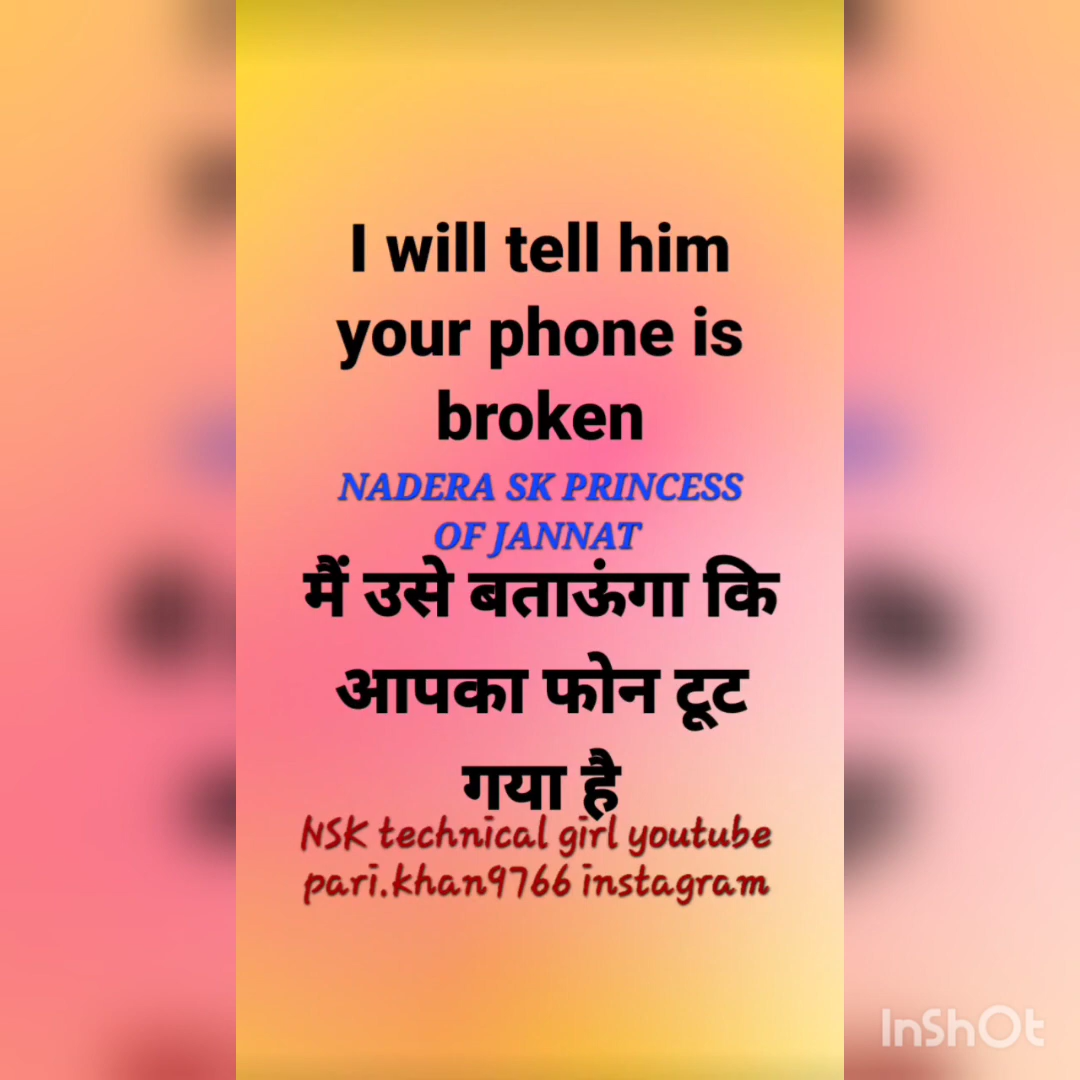 I will tell him
your phone is
broken
NADERA SK PRINCESS
OF JANNAT
मैं उसे बताऊंगा कि
आपका फोन टूट
गया है
NSK technical girl youtube
pari.khan9766 instagram
InShOt